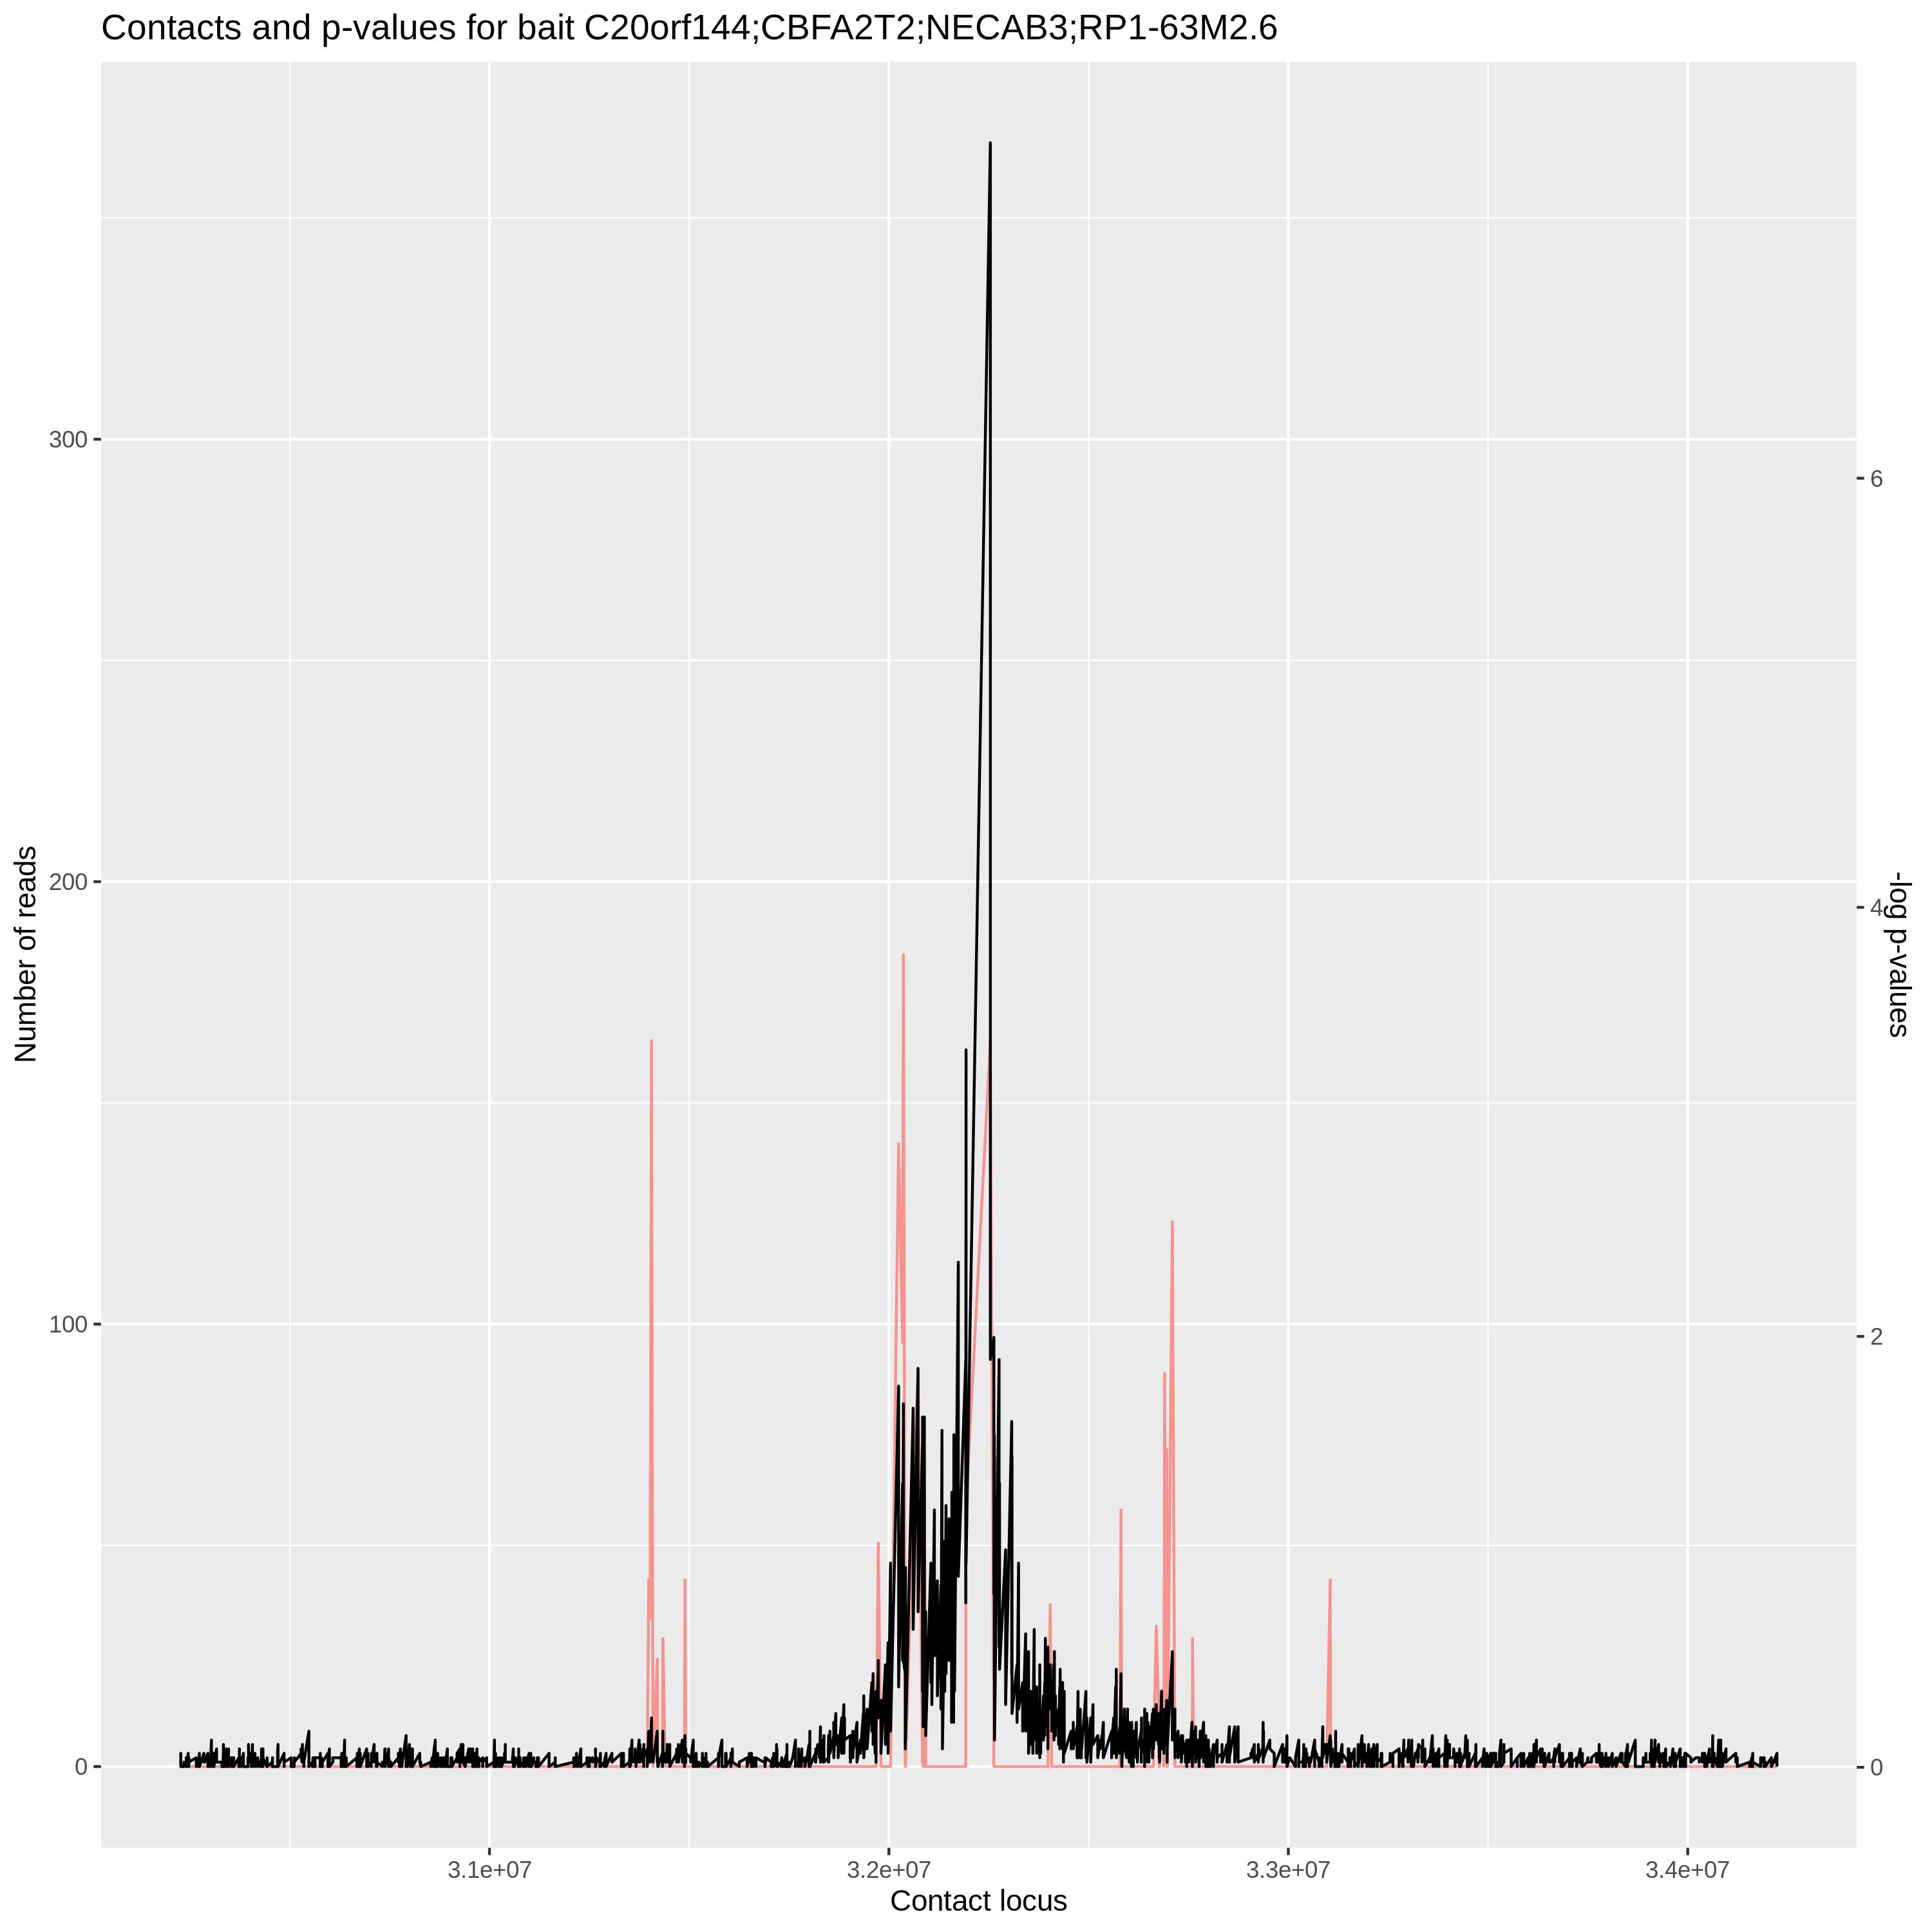 Contacts and p-values for bait C20orf144;CBFA2T2;NECAB3;RP1-63M2.6
Number of reads
300
200
100
0
6
4
2
0
-log p-values
3.1e+07
3.2e+07
3.3e+07
3.4e+07
Contact locus